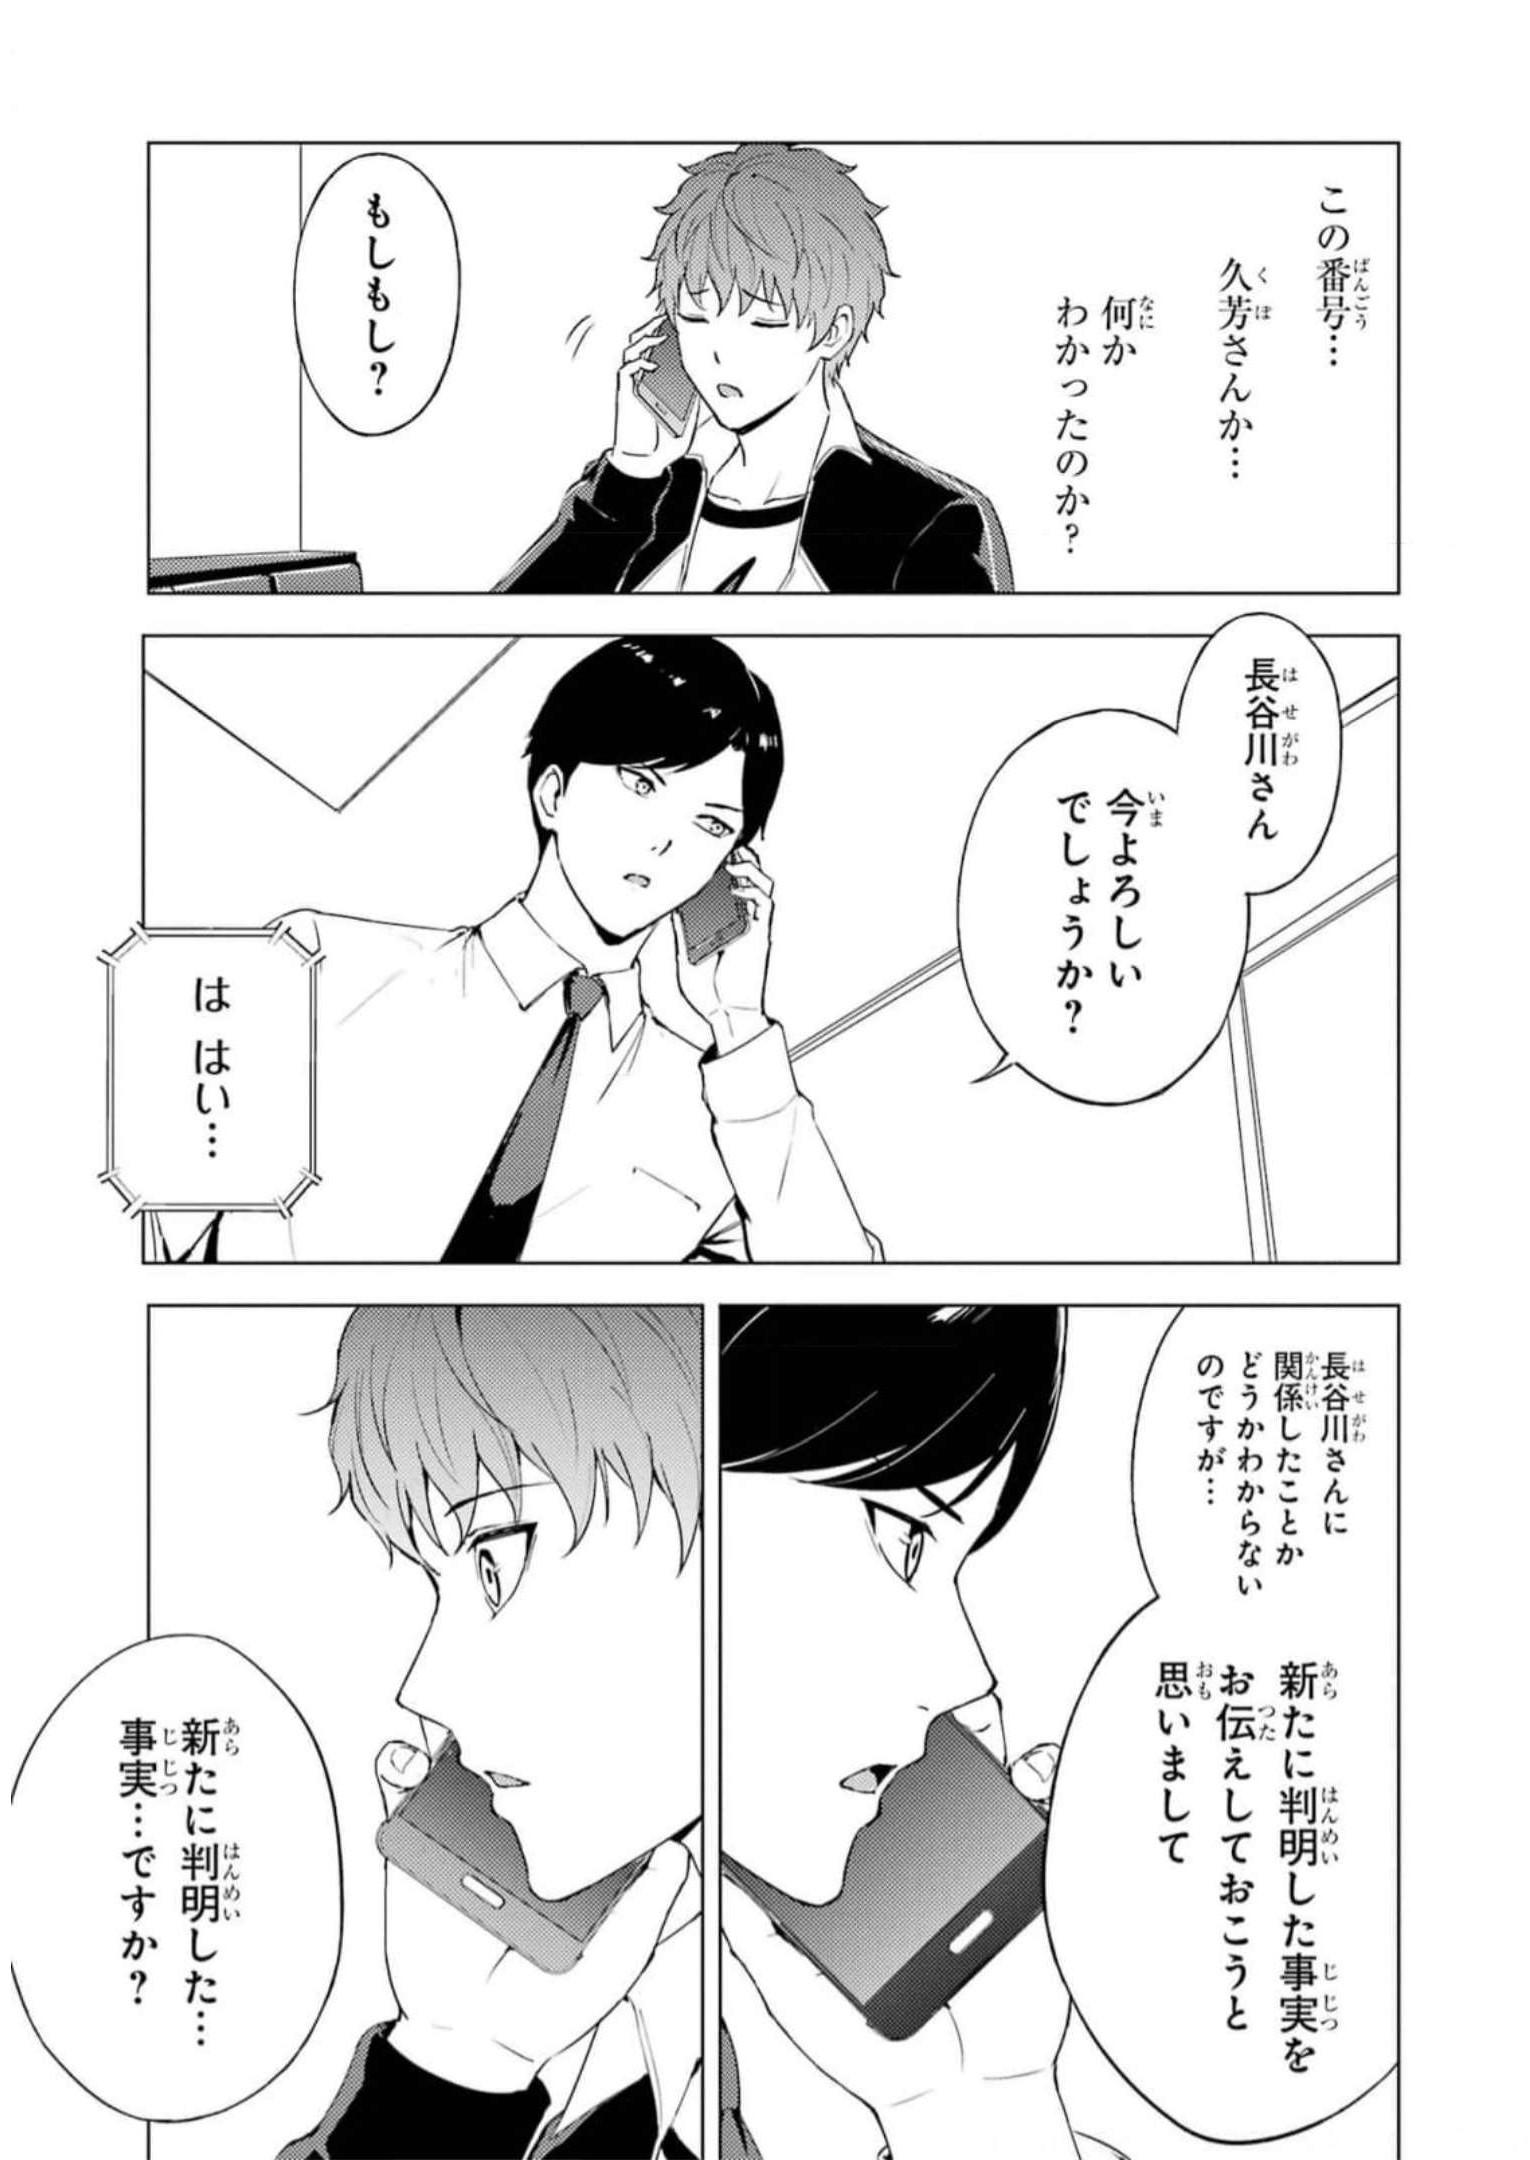 この番号…
久芳さんか…
何か
わかったのか?
もしもし?
長谷川さん
今よろしい
でしょうか?
は はい…
長谷川さんに
関係したことか
どうかわからない
のですが…
新たに判明した事実を
お伝えしておこうと
思いまして
新たに判明した…
事実…ですか?